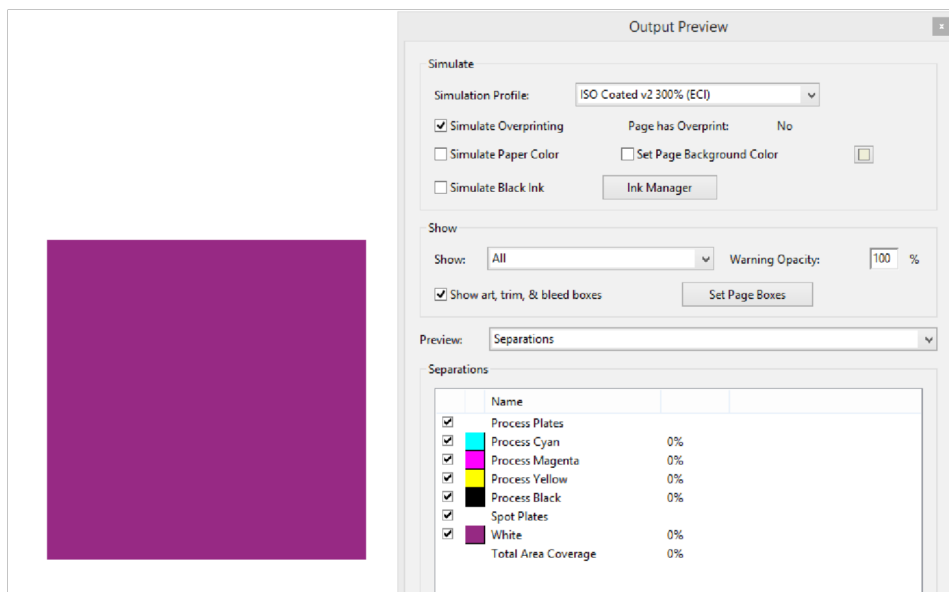 Output Preview
x
Simulate
Simulation Profile: ISO Coated v2 300% (ECI)
Simulate Overprinting Page has Overprint: No
Simulate Paper Color Set Page Background Color
Simulate Black Ink Ink Manager
Show
Show: All Warning Opacity: 100 %
Show art, trim, & bleed boxes Set Page Boxes
Preview: Separations
Separations
Name
Process Plates
Process Cyan 0%
Process Magenta 0%
Process Yellow 0%
Process Black 0%
Spot Plates
White 0%
Total Area Coverage 0%